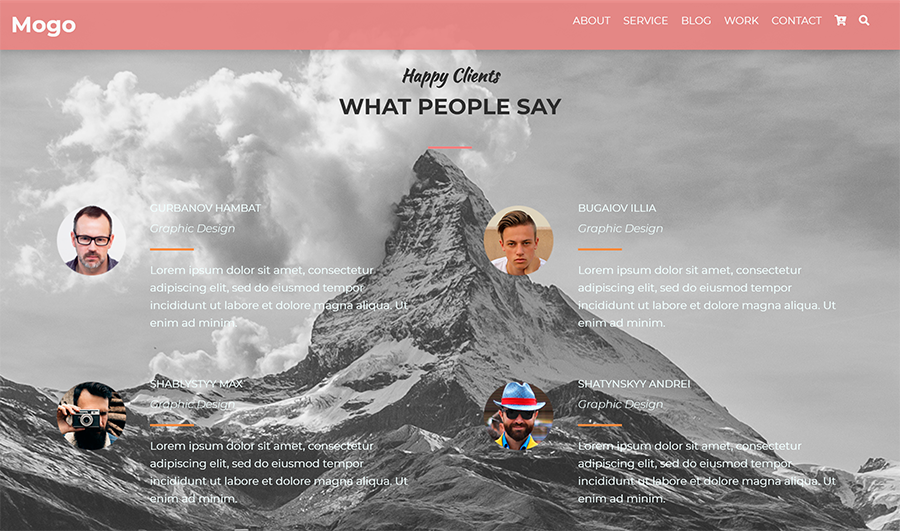 Mogo
ABOUT SERVICE BLOG WORK CONTACT
Happy Clients
WHAT PEOPLE SAY
GURBANOV HAMBAT
Graphic Design
Lorem ipsum dolor sit amet, consectetur
adipiscing elit, sed do eiusmod tempor
incididunt ut labore et dolore magna aliqua. Ut
enim ad minim.
BUGAIOV ILLIA
Graphic Design
Lorem ipsum dolor sit amet, consectetur
adipiscing elit, sed do eiusmod tempor
incididunt ut labore et dolore magna aliqua. Ut
enim ad minim.
SHABLYSTYY MAX
Graphic Design
Lorem ipsum dolor sit amet, consectetur
adipiscing elit, sed do eiusmod tempor
incididunt ut labore et dolore magna aliqua. Ut
enim ad minim.
SHATYNSKYY ANDREI
Graphic Design
Lorem ipsum dolor sit amet, consectetur
adipiscing elit, sed do eiusmod tempor
incididunt ut labore et dolore magna aliqua. Ut
enim ad minim.